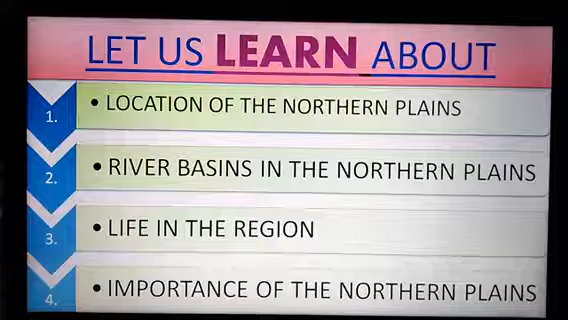 LET US LEARN ABOUT
1. • LOCATION OF THE NORTHERN PLAINS
2. • RIVER BASINS IN THE NORTHERN PLAINS
3. • LIFE IN THE REGION
4. • IMPORTANCE OF THE NORTHERN PLAINS